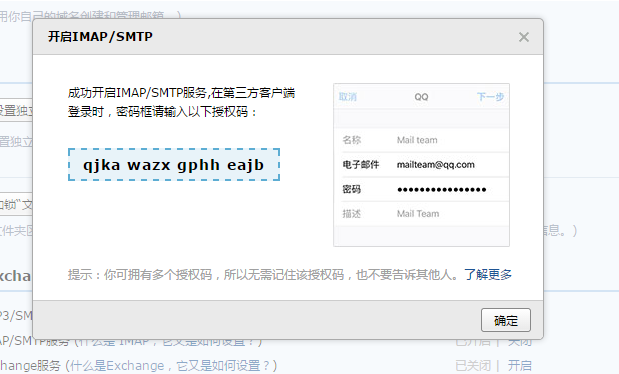 用你自己的域名创建和管理邮箱。)
开启IMAP/SMTP
成功开启IMAP/SMTP服务,在第三方客户端
登录时，密码框请输入以下授权码：
qjka wazx gphh eajb
取消 QQ 下一步
名称 Mail team
电子邮件 mailteam@qq.com
密码 ●●●●●●●●●●●●●●●●
描述 Mail Team
设置独立
置独立
加锁“文
文件夹区
信息。)
提示：你可拥有多个授权码，所以无需记住该授权码，也不要告诉其他人。了解更多
确定
xcha
P3/SM
AP/SMTP服务 (什么是 IMAP，它又是如何设置？) 已开启 | 关闭
hange服务 (什么是Exchange，它又是如何设置？) 已关闭 | 开启